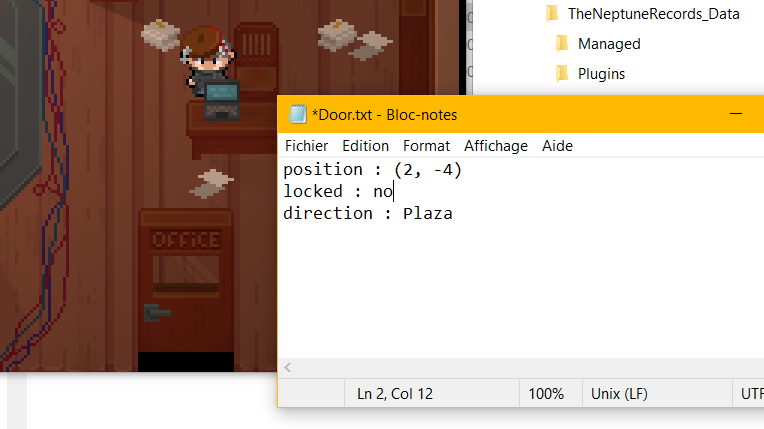 TheNeptuneRecords_Data
Managed
Plugins
*Door.txt - Bloc-notes
Fichier Edition Format Affichage Aide
position : (2, -4)
locked : no
direction : Plaza
OFFICE
Ln 2, Col 12 100% Unix (LF) UTF